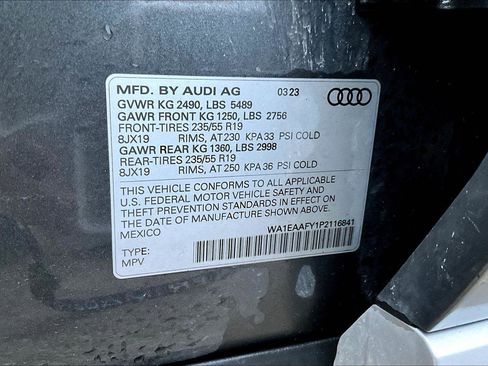 MFD. BY AUDI AG 03 23
GVWR KG 2490, LBS 5489
GAWR FRONT KG 1250, LBS 2756
FRONT-TIRES 235/55 R19
8JX19 RIMS, AT 230 KPA 33 PSI COLD
GAWR REAR KG 1360, LBS 2998
REAR-TIRES 235/55 R19
8JX19 RIMS, AT 250 KPA 36 PSI COLD
THIS VEHICLE CONFORMS TO ALL APPLICABLE
U.S. FEDERAL MOTOR VEHICLE SAFETY AND
THEFT PREVENTION STANDARDS IN EFFECT ON
THE DATE OF MANUFACTURE SHOWN ABOVE.
MEXICO
WA1EAAFY1P2116841
TYPE:
MPV